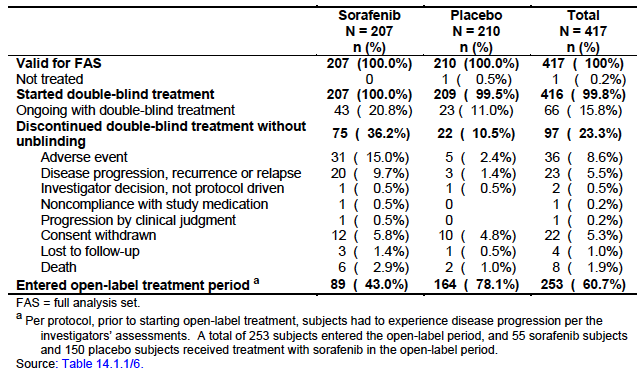 Sorafenib Placebo Total
N = 207 N = 210 N = 417
n (%) n (%) n (%)
Valid for FAS 207 (100.0%) 210 (100.0%) 417 ( 100%)
Not treated 0 1 ( 0.5%) 1 ( 0.2%)
Started double-blind treatment 207 (100.0%) 209 ( 99.5%) 416 ( 99.8%)
Ongoing with double-blind treatment 43 ( 20.8%) 23 ( 11.0%) 66 ( 15.8%)
Discontinued double-blind treatment without
unblinding 75 ( 36.2%) 22 ( 10.5%) 97 ( 23.3%)
Adverse event 31 ( 15.0%) 5 ( 2.4%) 36 ( 8.6%)
Disease progression, recurrence or relapse 20 ( 9.7%) 3 ( 1.4%) 23 ( 5.5%)
Investigator decision, not protocol driven 1 ( 0.5%) 1 ( 0.5%) 2 ( 0.5%)
Noncompliance with study medication 1 ( 0.5%) 0 1 ( 0.2%)
Progression by clinical judgment 1 ( 0.5%) 0 1 ( 0.2%)
Consent withdrawn 12 ( 5.8%) 10 ( 4.8%) 22 ( 5.3%)
Lost to follow-up 3 ( 1.4%) 1 ( 0.5%) 4 ( 1.0%)
Death 6 ( 2.9%) 2 ( 1.0%) 8 ( 1.9%)
Entered open-label treatment period a 89 ( 43.0%) 164 ( 78.1%) 253 ( 60.7%)
FAS = full analysis set.
a Per protocol, prior to starting open-label treatment, subjects had to experience disease progression per the
investigators' assessments. A total of 253 subjects entered the open-label period, and 55 sorafenib subjects
and 150 placebo subjects received treatment with sorafenib in the open-label period.
Source: Table 14.1.1/6.